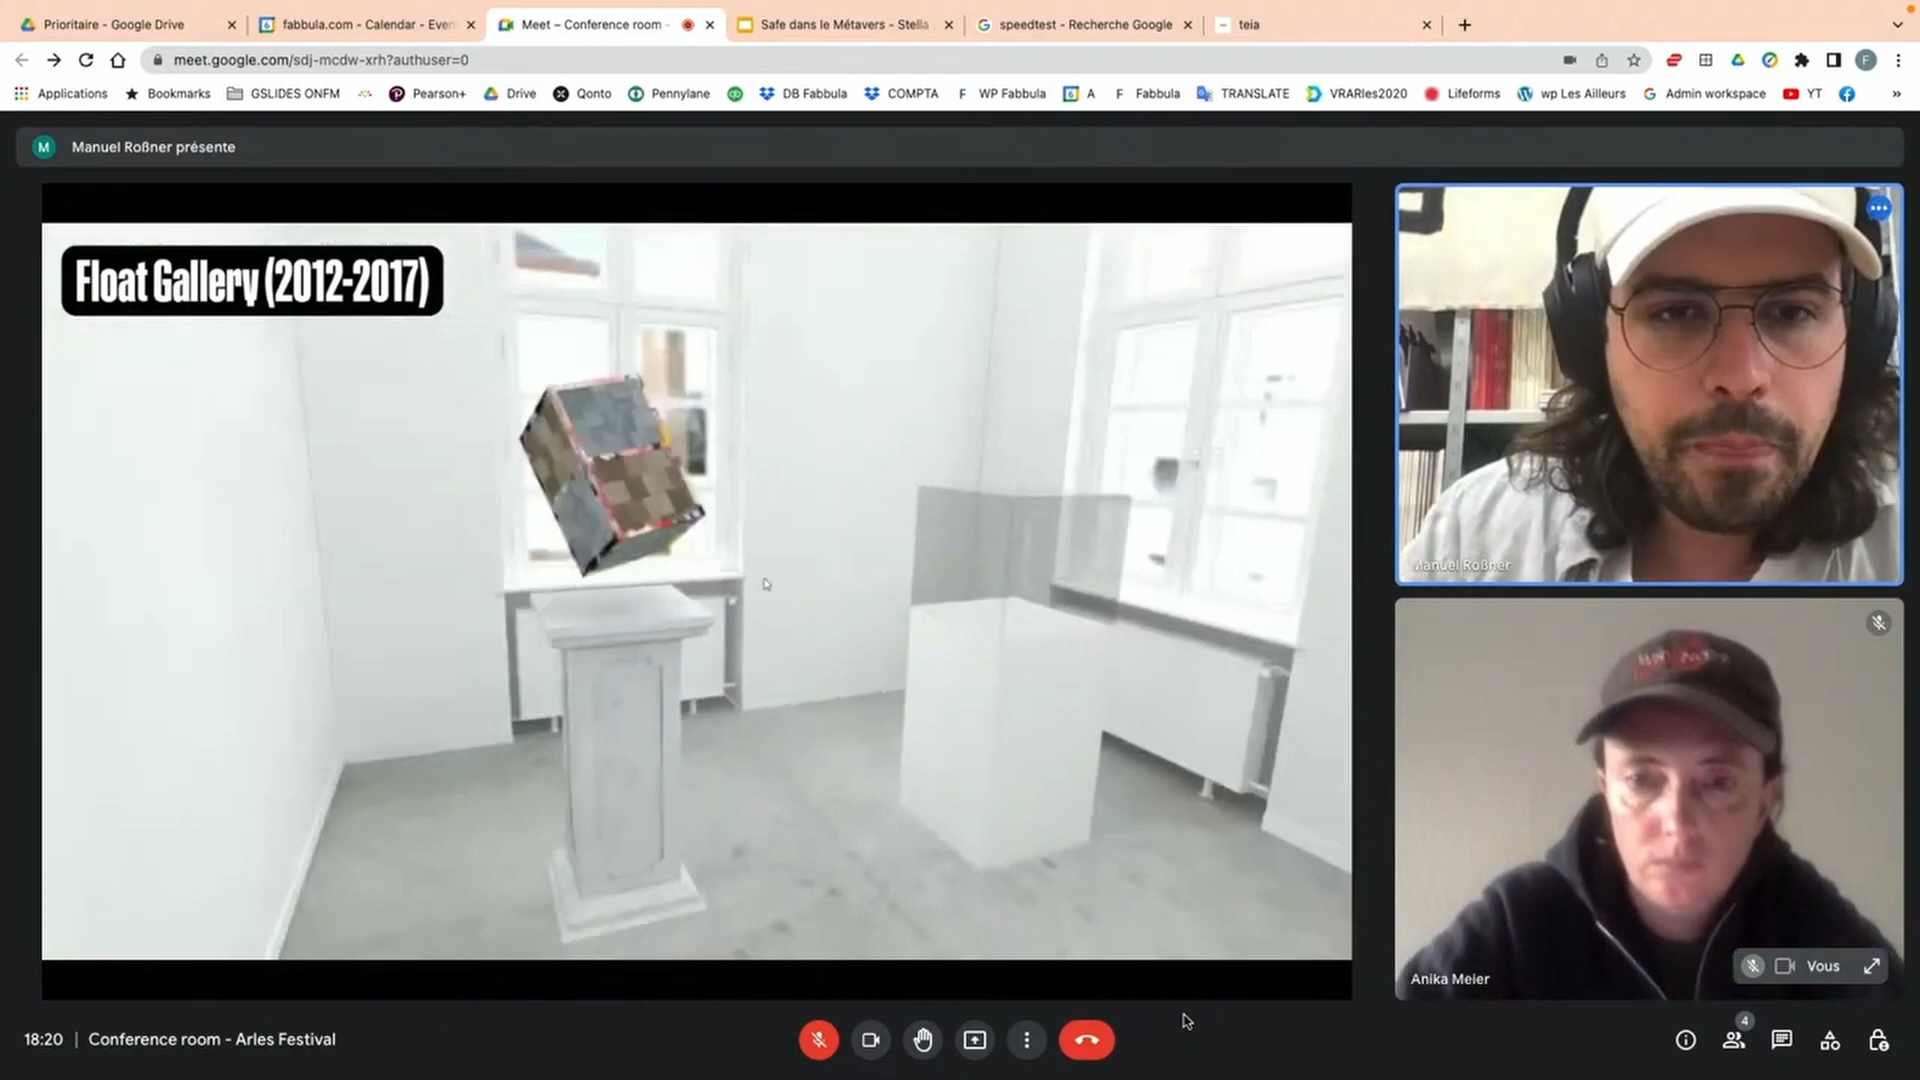 Prioritaire - Google Drive
fabbula.com - Calendar - Even
Meet – Conference room -
Safe dans le Métavers - Stella
speedtest - Recherche Google
teia
meet.google.com/sdj-mcdw-xrh?authuser=0
F
Applications
Bookmarks
GSLIDES ONFM
Pearson+
Drive
Qonto
Pennylane
DB Fabbula
COMPTA
F WP Fabbula
A
F Fabbula
TRANSLATE
VRARles2020
Lifeforms
wp Les Ailleurs
Admin workspace
YT
»
M Manuel Roßner présente
Float Gallery (2012-2017)
Manuel Roßner
Anika Meier
Vous
18:20 | Conference room - Arles Festival
4